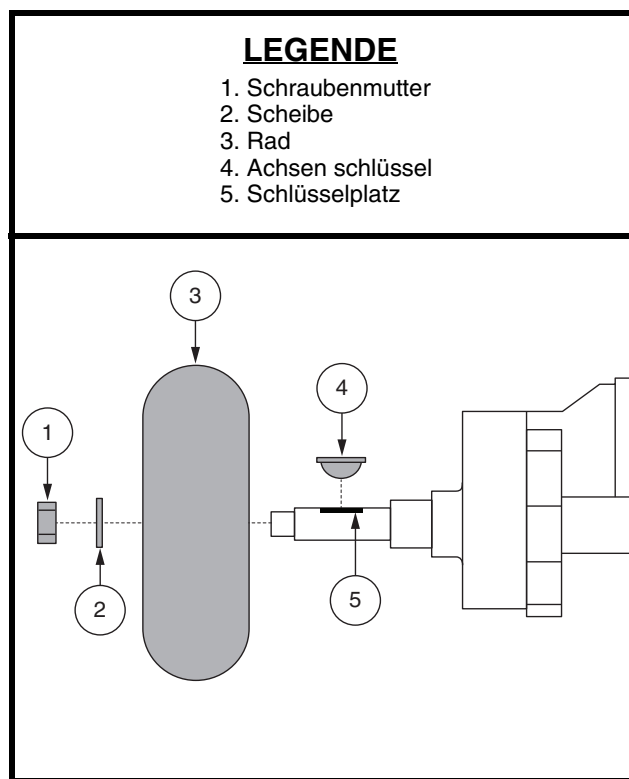 LEGENDE
1. Schraubenmutter
2. Scheibe
3. Rad
4. Achsen schlüssel
5. Schlüsselplatz
3
4
1
2
5